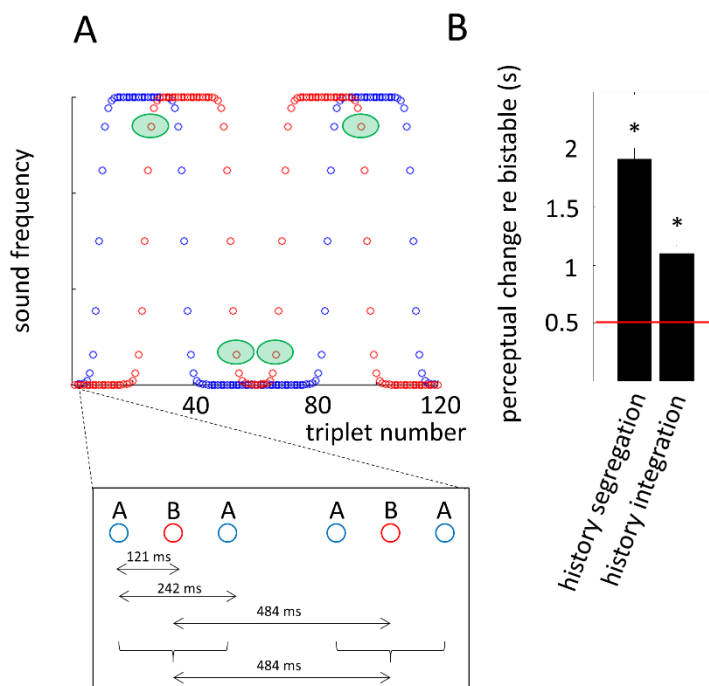 A
sound frequency
40
80
120
triplet number
A
B
A
A
B
A
121 ms
242 ms
484 ms
484 ms
B
perceptual change re bistable (s)
2
1.5
1
0.5
*
*
history segregation
history integration